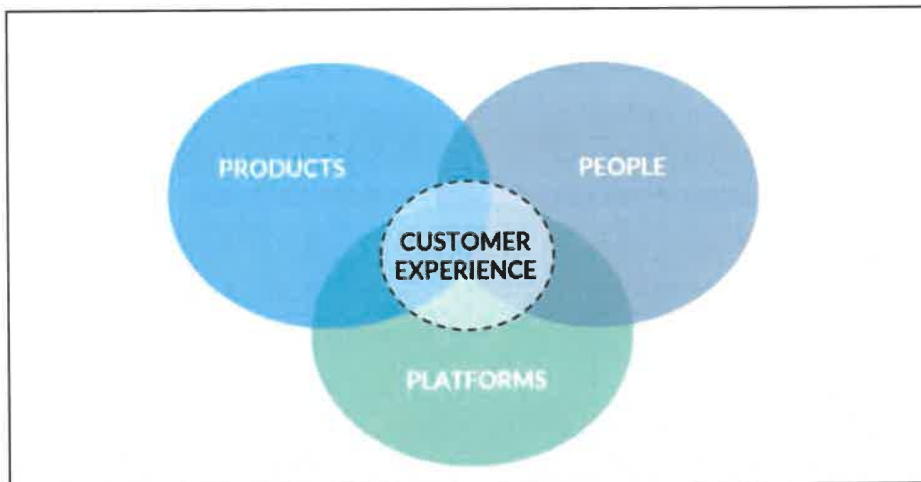 PRODUCTS
PEOPLE
CUSTOMER
EXPERIENCE
PLATFORMS